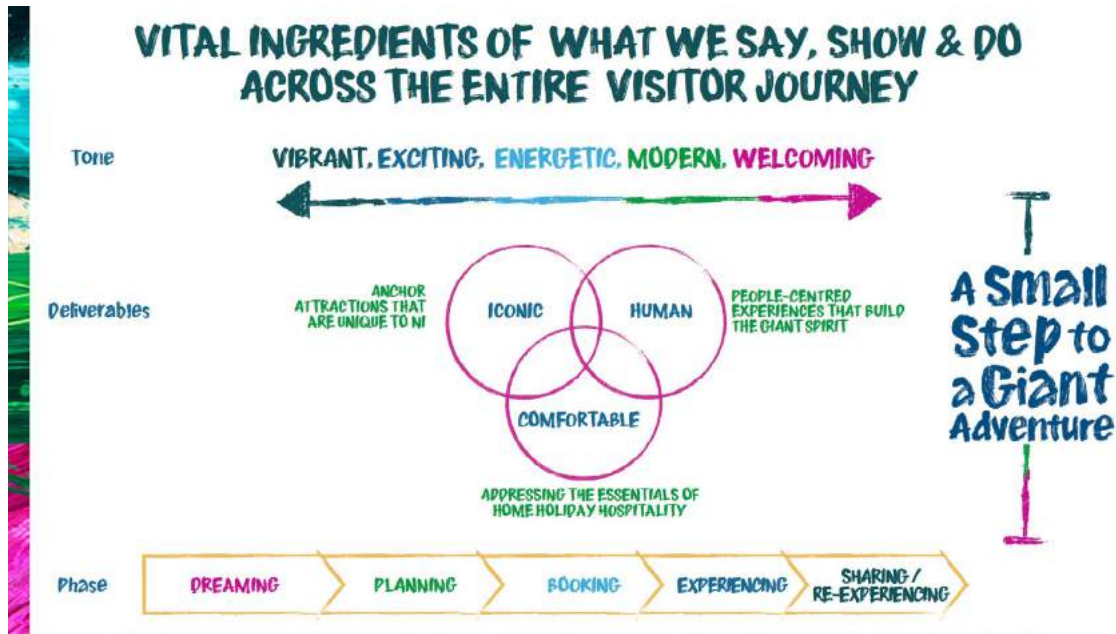 VITAL INGREDIENTS OF WHAT WE SAY, SHOW & DO
ACROSS THE ENTIRE VISITOR JOURNEY
Tone
VIBRANT, EXCITING, ENERGETIC, MODERN, WELCOMING
Deliverables
ANCHOR
ATTRACTIONS THAT
ARE UNIQUE TO NI
ICONIC
HUMAN
PEOPLE-CENTRED
EXPERIENCES THAT BUILD
THE GIANT SPIRIT
COMFORTABLE
ADDRESSING THE ESSENTIALS OF
HOME HOLIDAY HOSPITALITY
A Small
Step to
a Giant
Adventure
Phase
DREAMING
PLANNING
BOOKING
EXPERIENCING
SHARING /
RE-EXPERIENCING